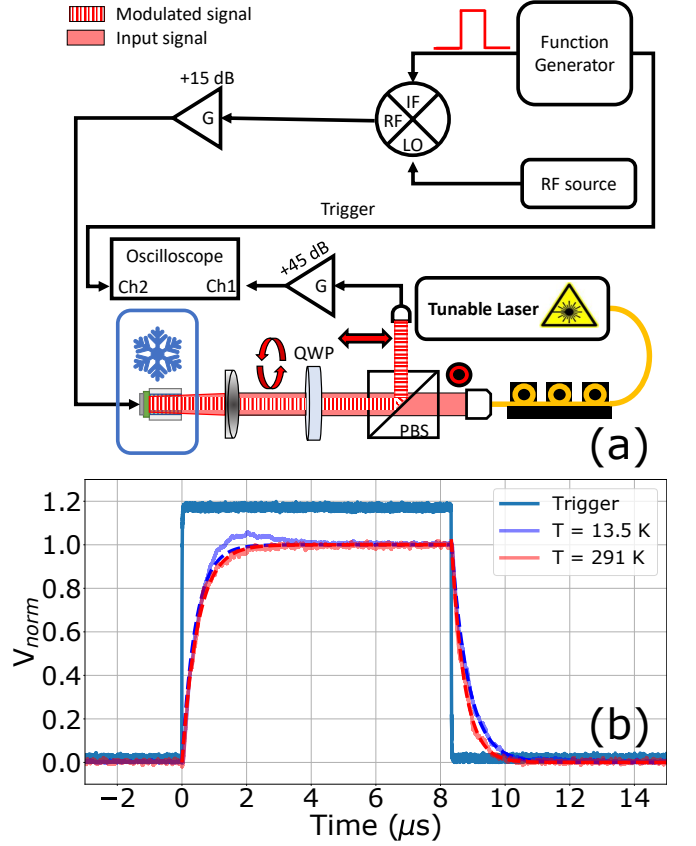 Modulated signal
Input signal
+15 dB
G
IF
RF
LO
Function
Generator
RF source
Trigger
Oscilloscope
Ch2
Ch1
+45 dB
G
Tunable Laser
QWP
PBS
(a)
V_norm
1.2
1.0
0.8
0.6
0.4
0.2
0.0
Trigger
T = 13.5 K
T = 291 K
(b)
−2
0
2
4
6
8
10
12
14
Time (μs)